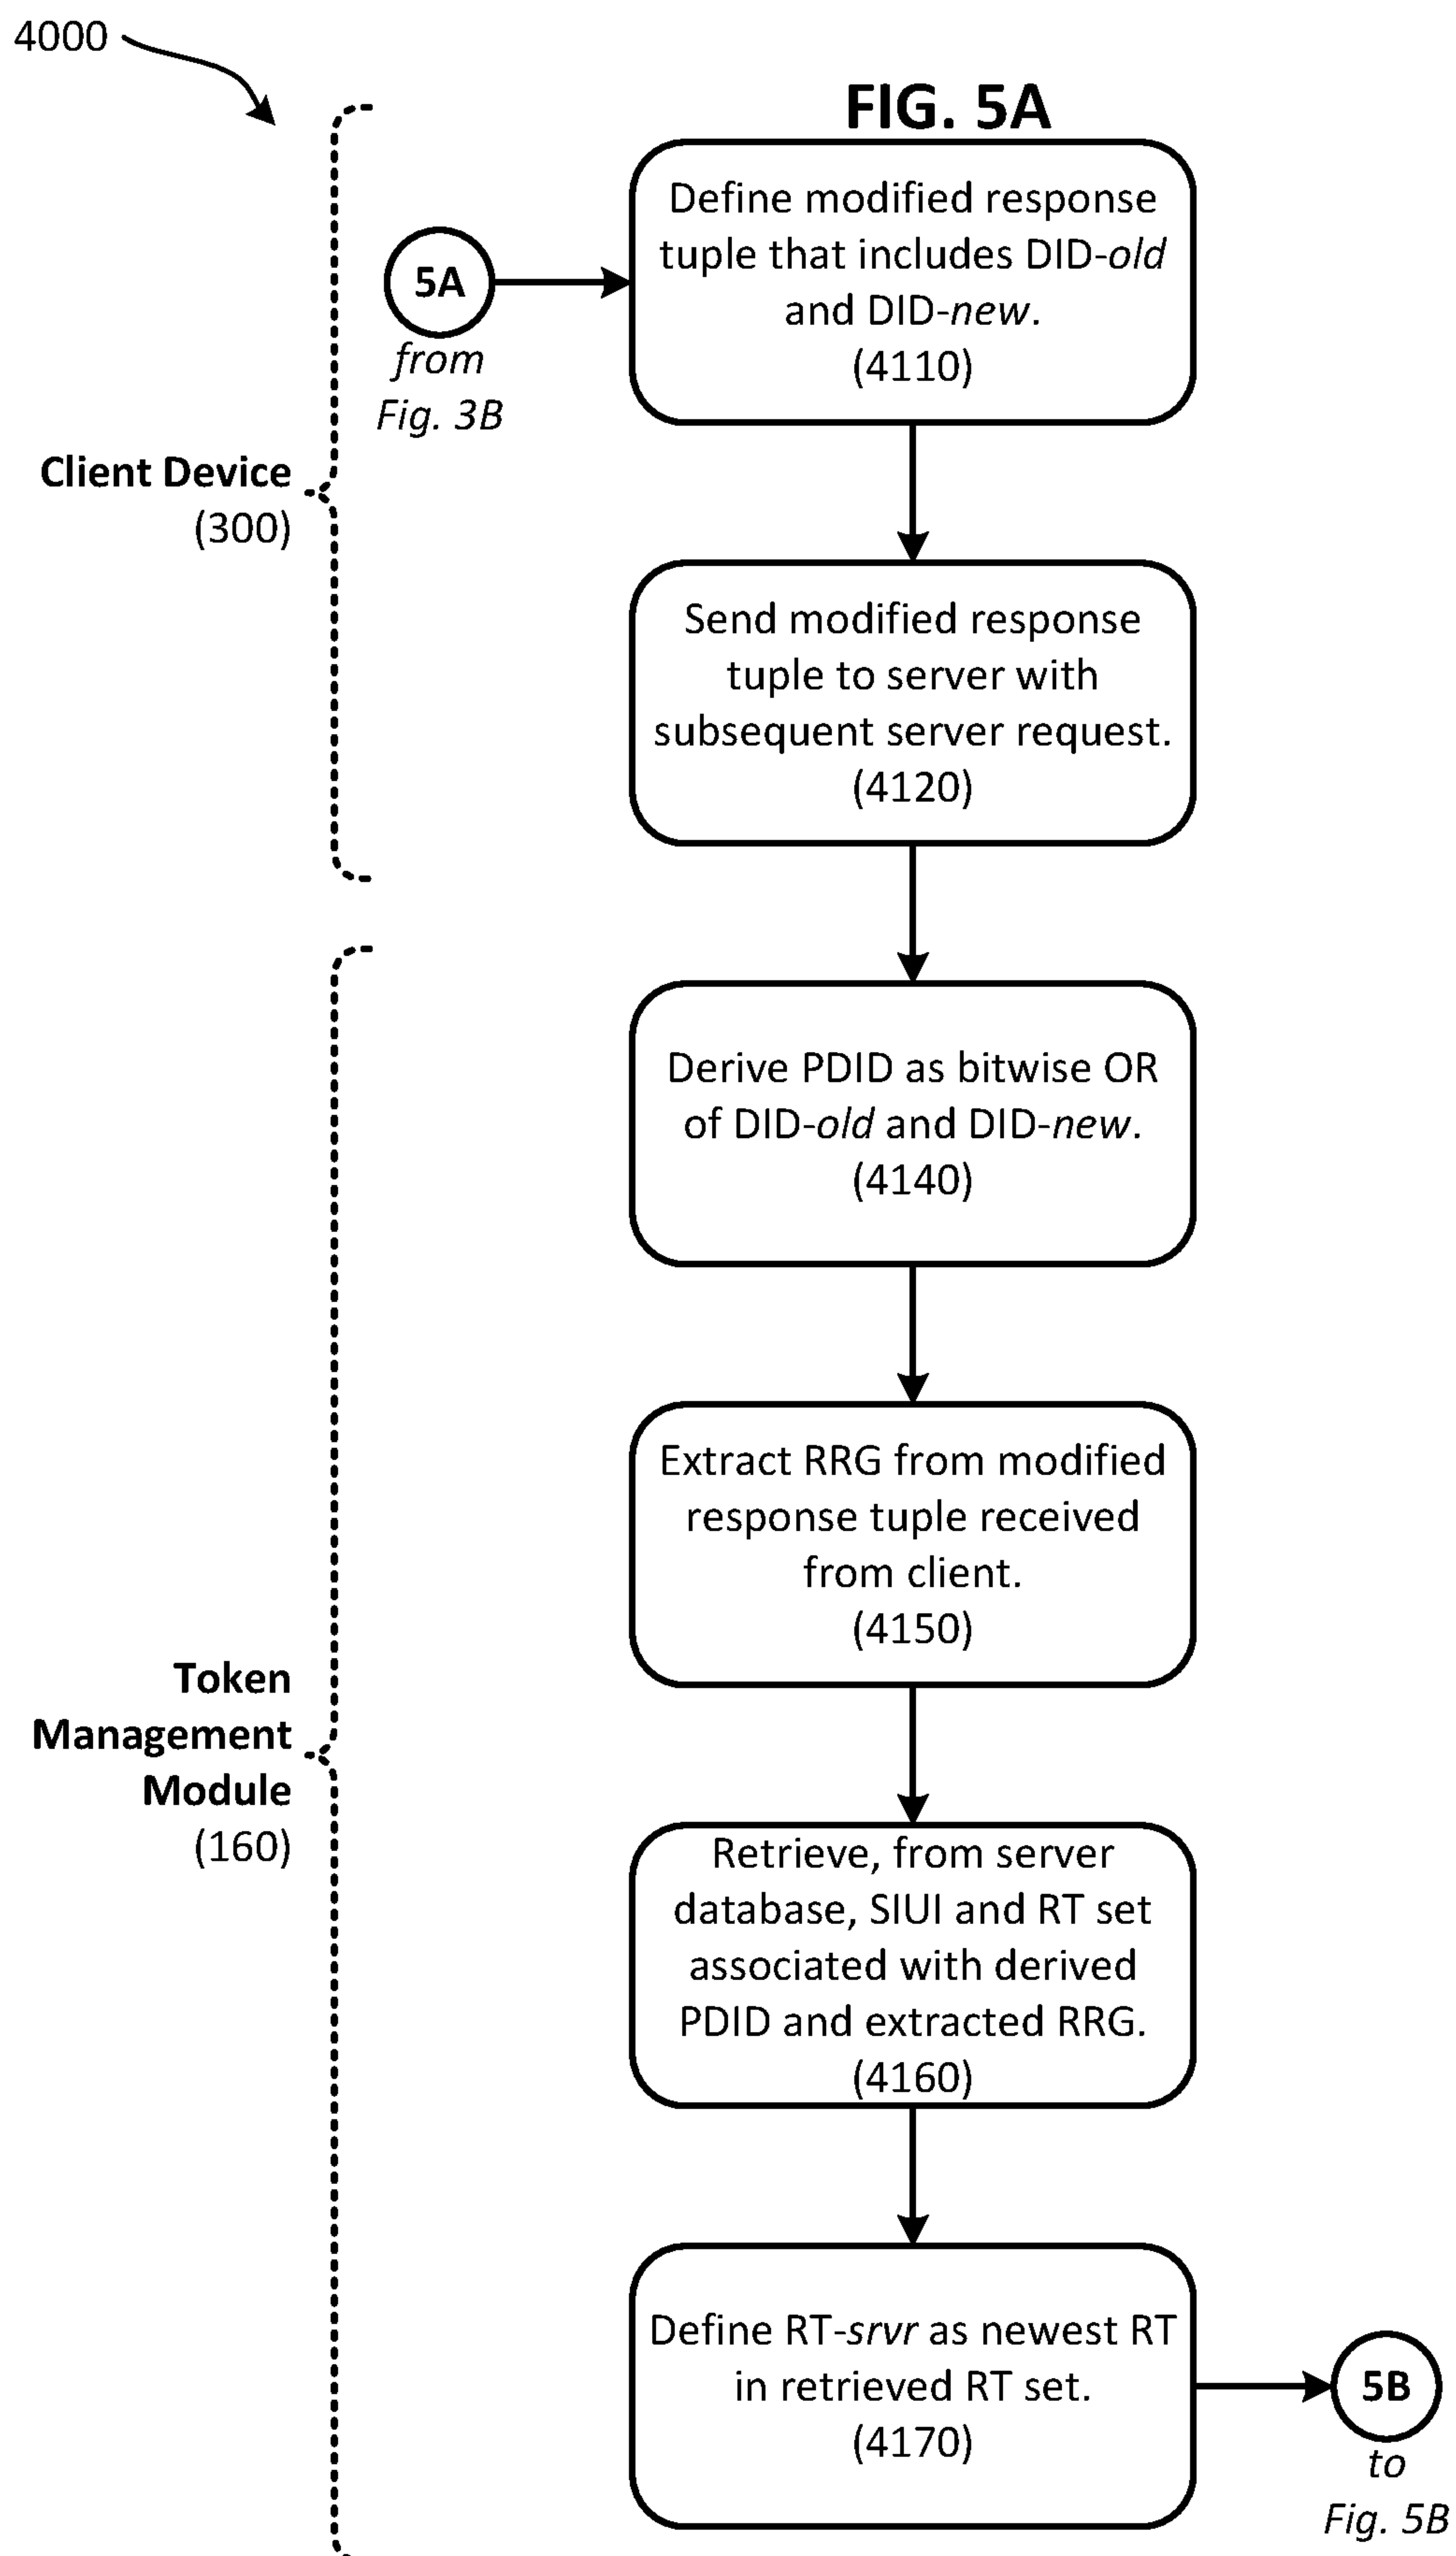 4000
FIG. 5A
Define modified response
tuple that includes DID-old
and DID-new.
(4110)
5A
from
Fig. 3B
Client Device
(300)
Send modified response
tuple to server with
subsequent server request.
(4120)
Derive PDID as bitwise OR
of DID-old and DID-new.
(4140)
Extract RRG from modified
response tuple received
from client.
(4150)
Token
Management
Module
(160)
Retrieve, from server
database, SIUI and RT set
associated with derived
PDID and extracted RRG.
(4160)
Define RT-srvr as newest RT
in retrieved RT set.
(4170)
5B
to
Fig. 5B